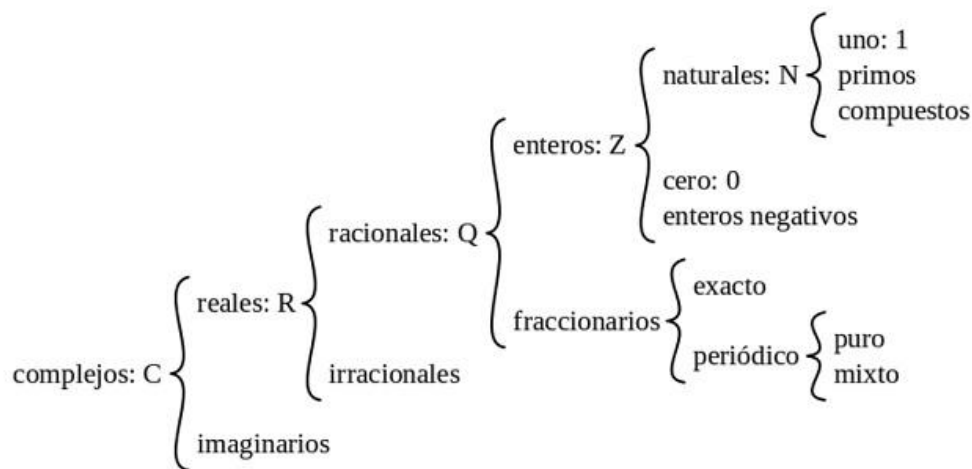 uno: 1
naturales: N
primos
compuestos
enteros: Z
cero: 0
enteros negativos
racionales: Q
exacto
reales: R
fraccionarios
puro
periódico
complejos: C
irracionales
mixto
imaginarios